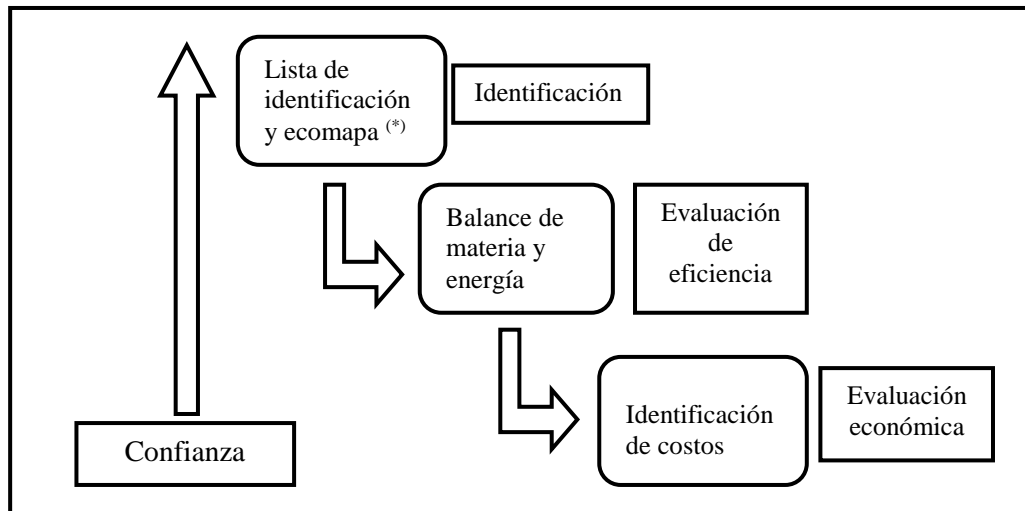 Lista de
identificación
y ecomapa (*)
Identificación
Balance de
materia y
energía
Evaluación
de
eficiencia
Identificación
de costos
Evaluación
económica
Confianza